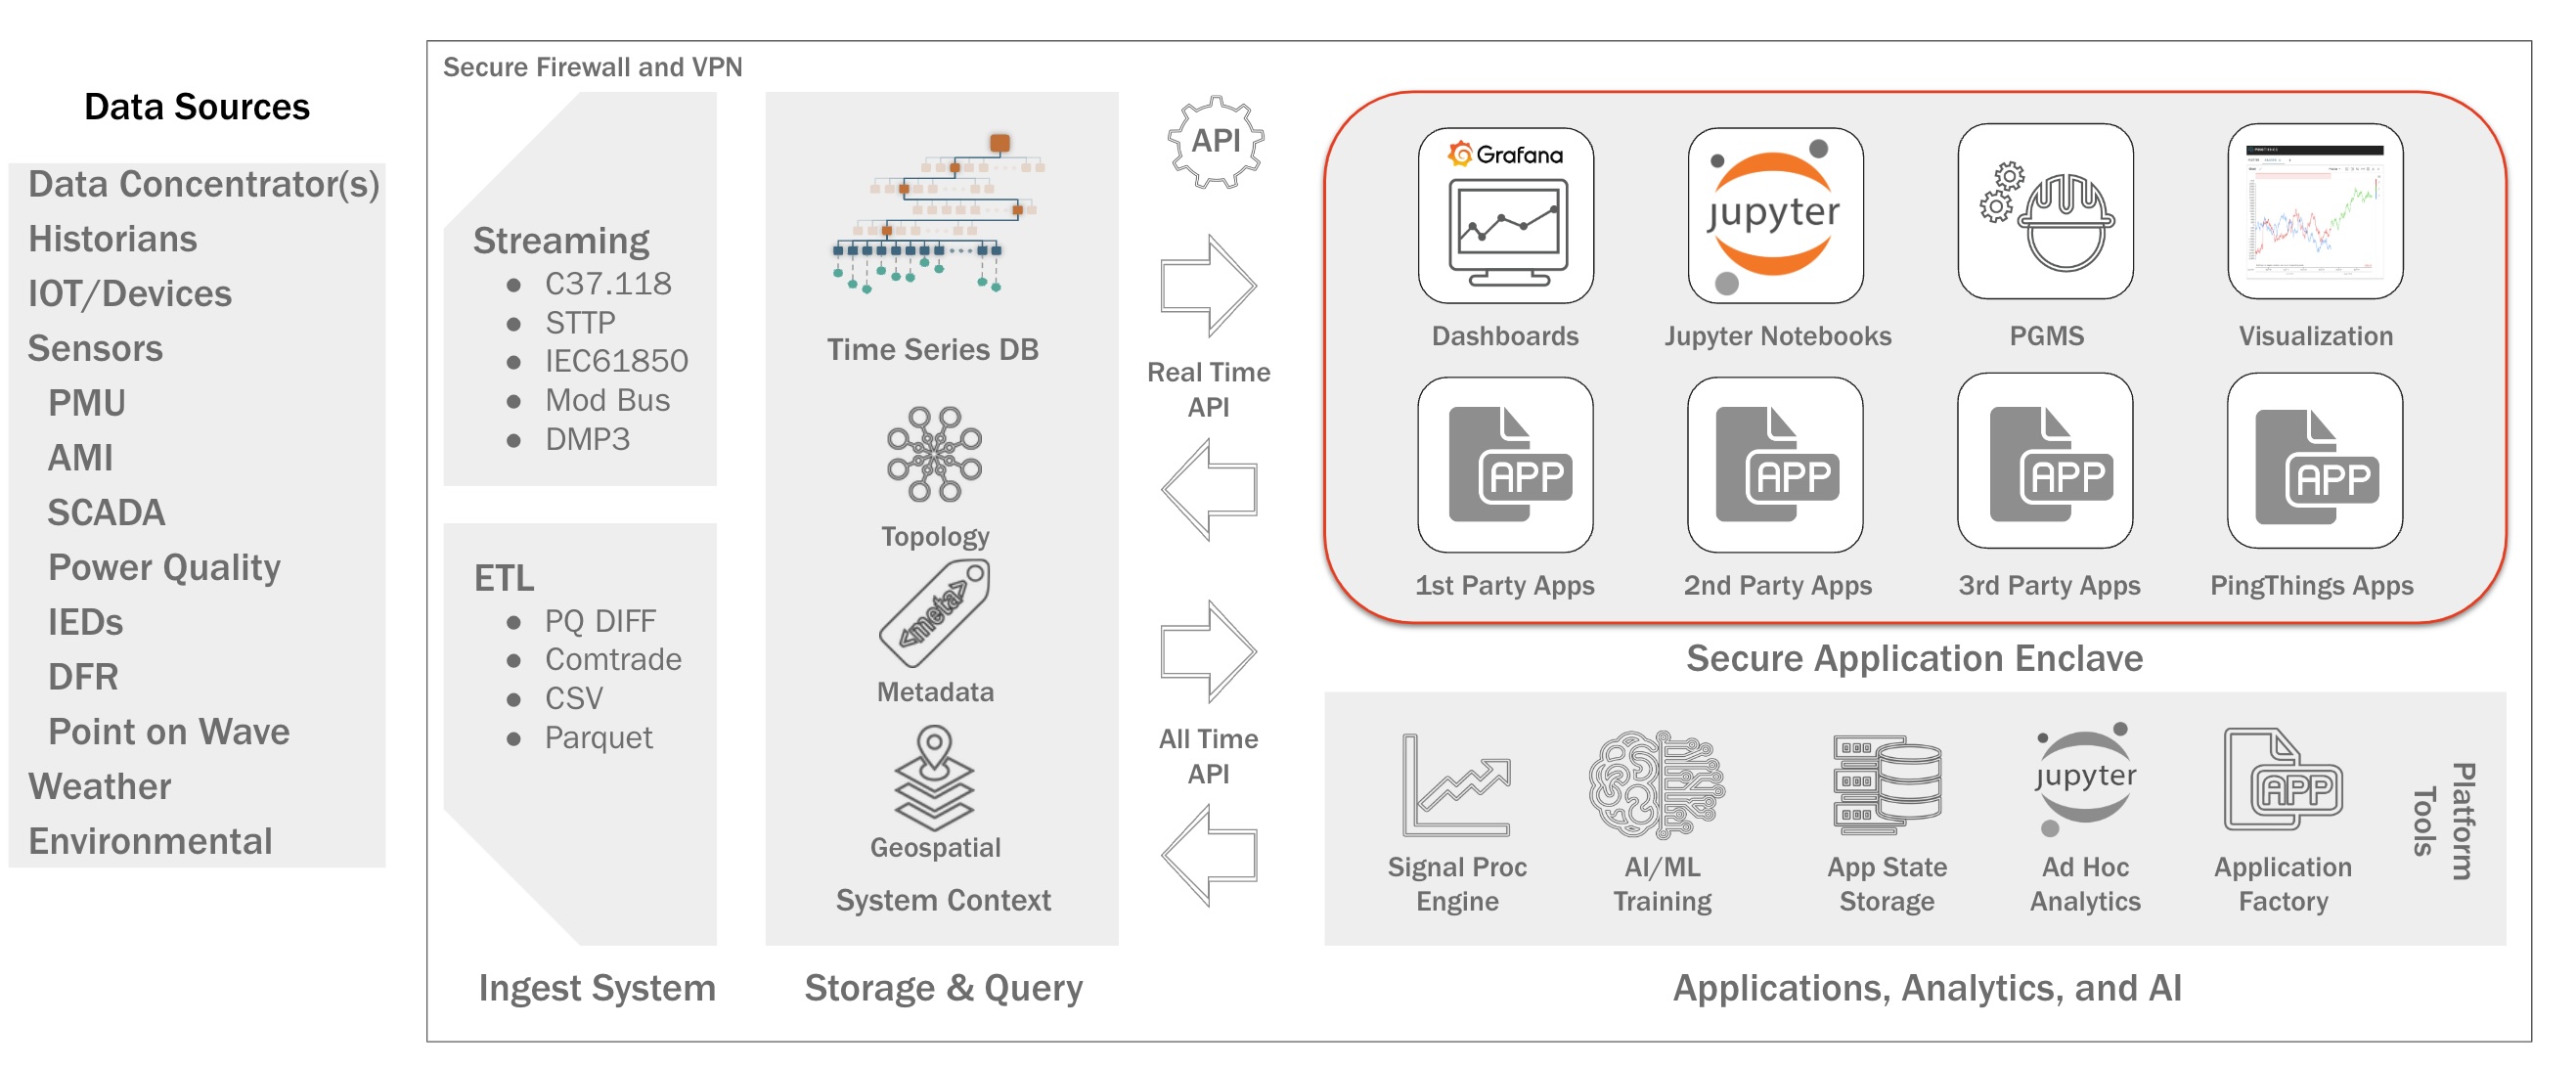 Secure Firewall and VPN
Data Sources
Data Concentrator(s)
Historians
IOT/Devices
Sensors
PMU
AMI
SCADA
Power Quality
IEDs
DFR
Point on Wave
Weather
Environmental
Streaming
● C37.118
● STTP
● IEC61850
● Mod Bus
● DMP3
ETL
● PQ DIFF
● Comtrade
● CSV
● Parquet
Ingest System
Time Series DB
Topology
<meta>
Metadata
Geospatial
System Context
Storage & Query
API
Real Time
API
All Time
API
Grafana
Dashboards
jupyter
Jupyter Notebooks
PGMS
Visualization
APP
1st Party Apps
APP
2nd Party Apps
APP
3rd Party Apps
APP
PingThings Apps
Secure Application Enclave
Signal Proc
Engine
AI/ML
Training
App State
Storage
jupyter
Ad Hoc
Analytics
APP
Application
Factory
Platform
Tools
Applications, Analytics, and AI